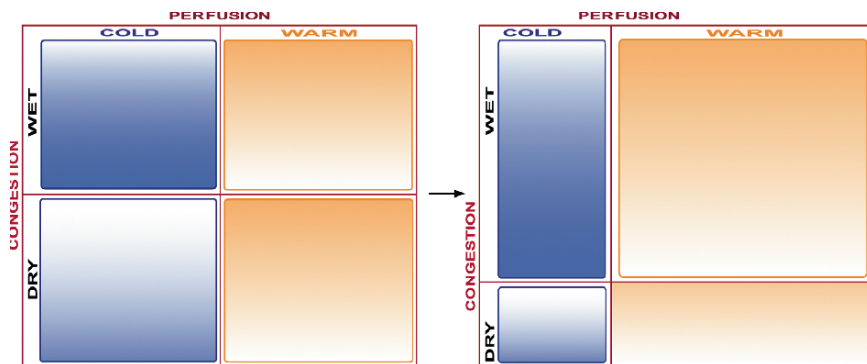 PERFUSION
COLD WARM
CONGESTION
WET
DRY
PERFUSION
COLD WARM
CONGESTION
WET
DRY